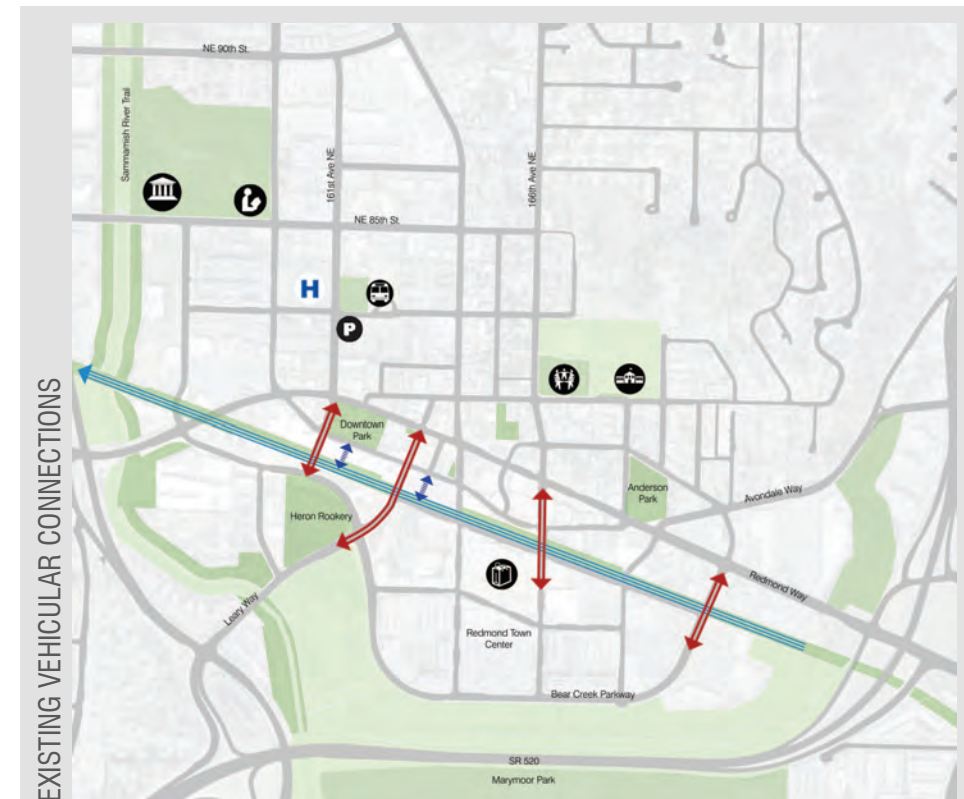 EXISTING VEHICULAR CONNECTIONS
NE 90th St.
Sammamish River Trail
161st Ave NE
166th Ave NE
NE 85th St.
H
P
Downtown
Park
Anderson
Park
Avondale Way
Heron Rookery
Redmond Way
Leary Way
Redmond Town
Center
Bear Creek Parkway
SR 520
Marymoor Park